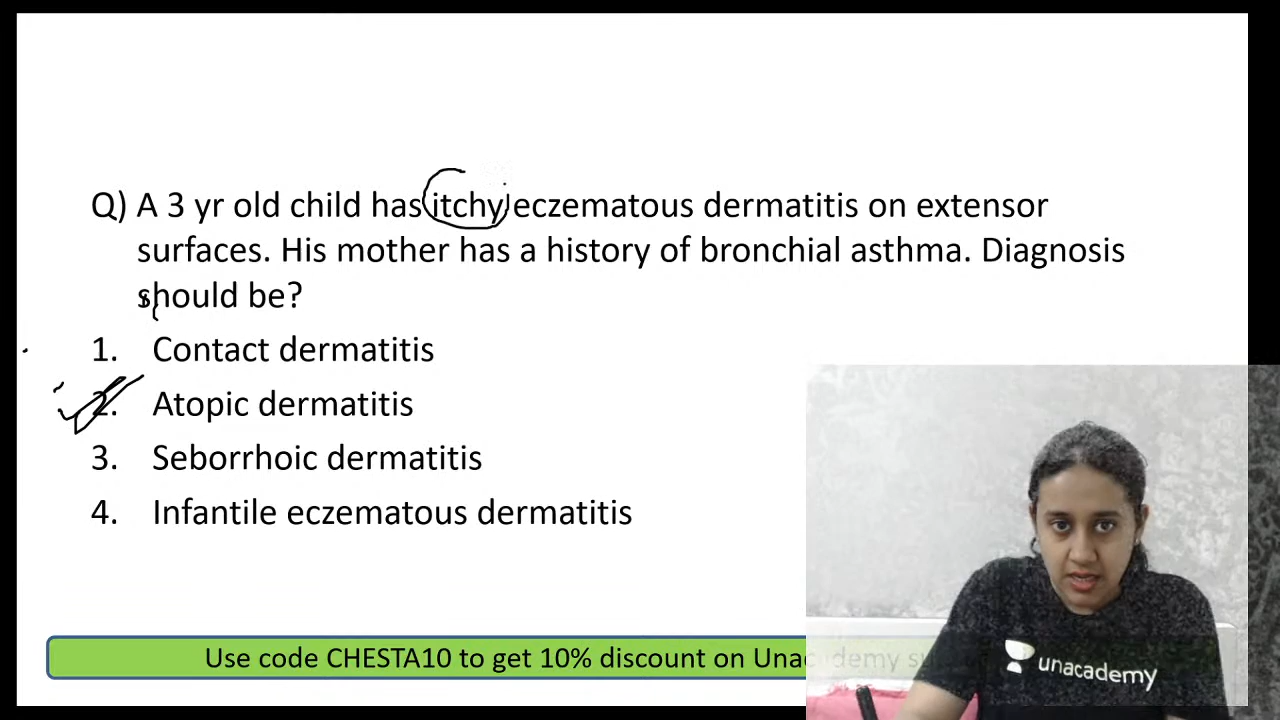 Q) A 3 yr old child has itchy eczematous dermatitis on extensor
surfaces. His mother has a history of bronchial asthma. Diagnosis
should be?
1. Contact dermatitis
2. Atopic dermatitis
3. Seborrhoic dermatitis
4. Infantile eczematous dermatitis
Use code CHESTA10 to get 10% discount on Unacademy
unacademy